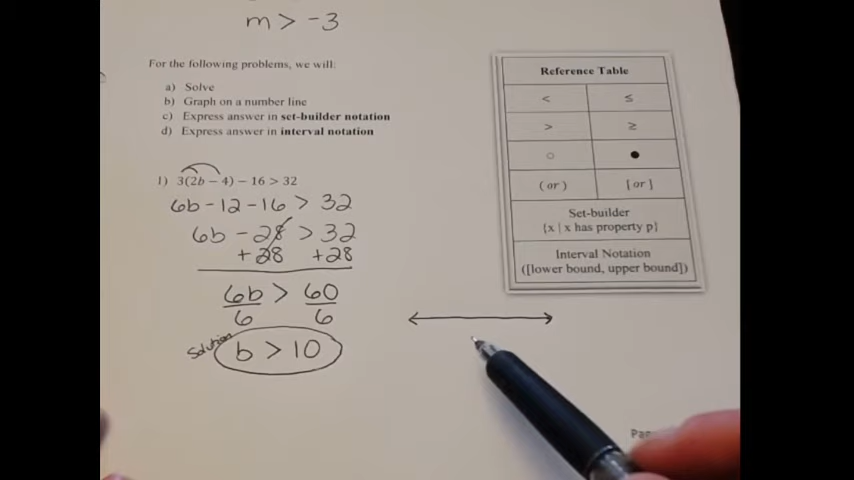 m > -3
For the following problems, we will:
a) Solve
b) Graph on a number line
c) Express answer in set-builder notation
d) Express answer in interval notation
1) 3(2b - 4) - 16 > 32
6b - 12 - 16 > 32
6b - 28 > 32
+28 +28
6b > 60
6 6
Solution b > 10
Reference Table
< ≤
> ≥
○ ●
( or ) [ or ]
Set-builder
{x | x has property p}
Interval Notation
([lower bound, upper bound])